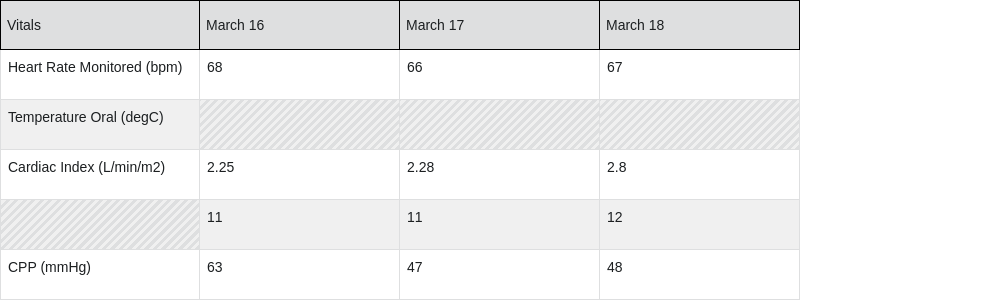 Vitals March 16 March 17 March 18
Heart Rate Monitored (bpm) 68 66 67
Temperature Oral (degC)
Cardiac Index (L/min/m2) 2.25 2.28 2.8
11 11 12
CPP (mmHg) 63 47 48